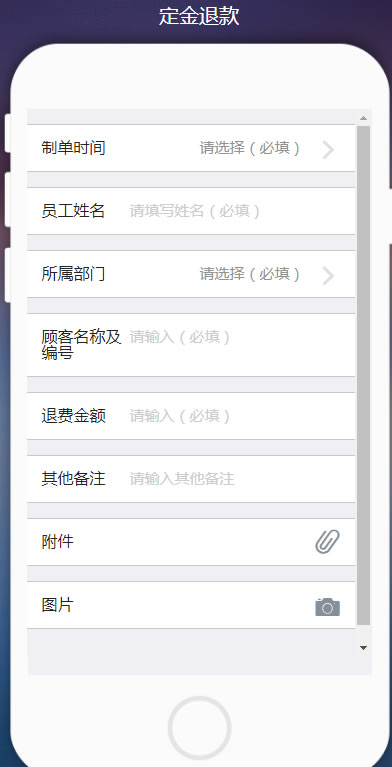 定金退款
制单时间 请选择（必填）
员工姓名 请填写姓名（必填）
所属部门 请选择（必填）
顾客名称及 请输入（必填）
编号
退费金额 请输入（必填）
其他备注 请输入其他备注
附件
图片